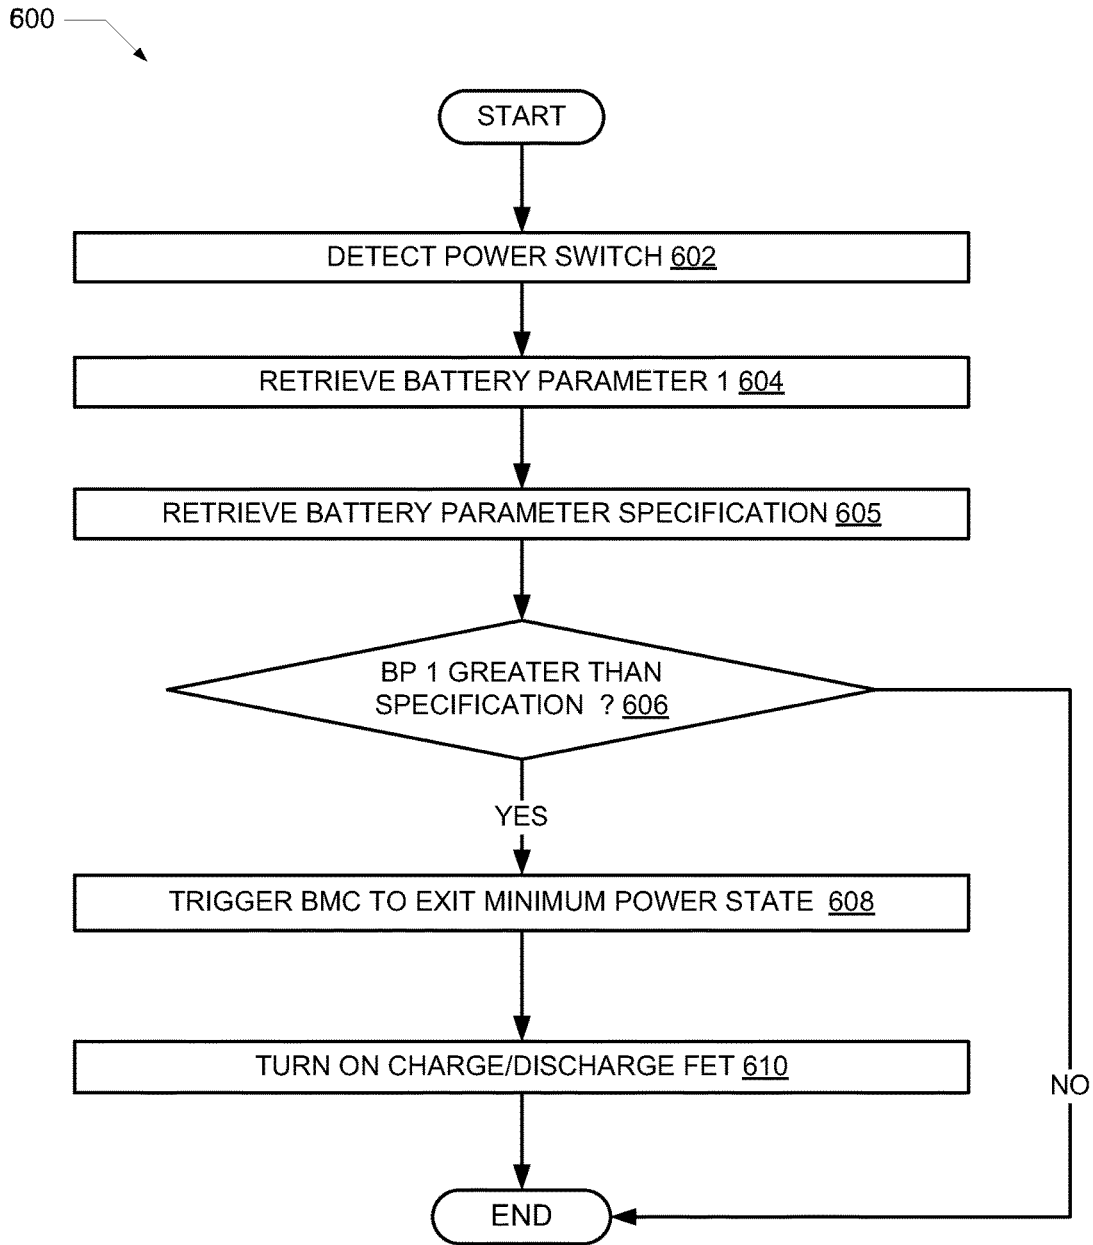 600
START
DETECT POWER SWITCH 602
RETRIEVE BATTERY PARAMETER 1 604
RETRIEVE BATTERY PARAMETER SPECIFICATION 605
BP 1 GREATER THAN
SPECIFICATION ? 606
YES
TRIGGER BMC TO EXIT MINIMUM POWER STATE 608
TURN ON CHARGE/DISCHARGE FET 610
NO
END